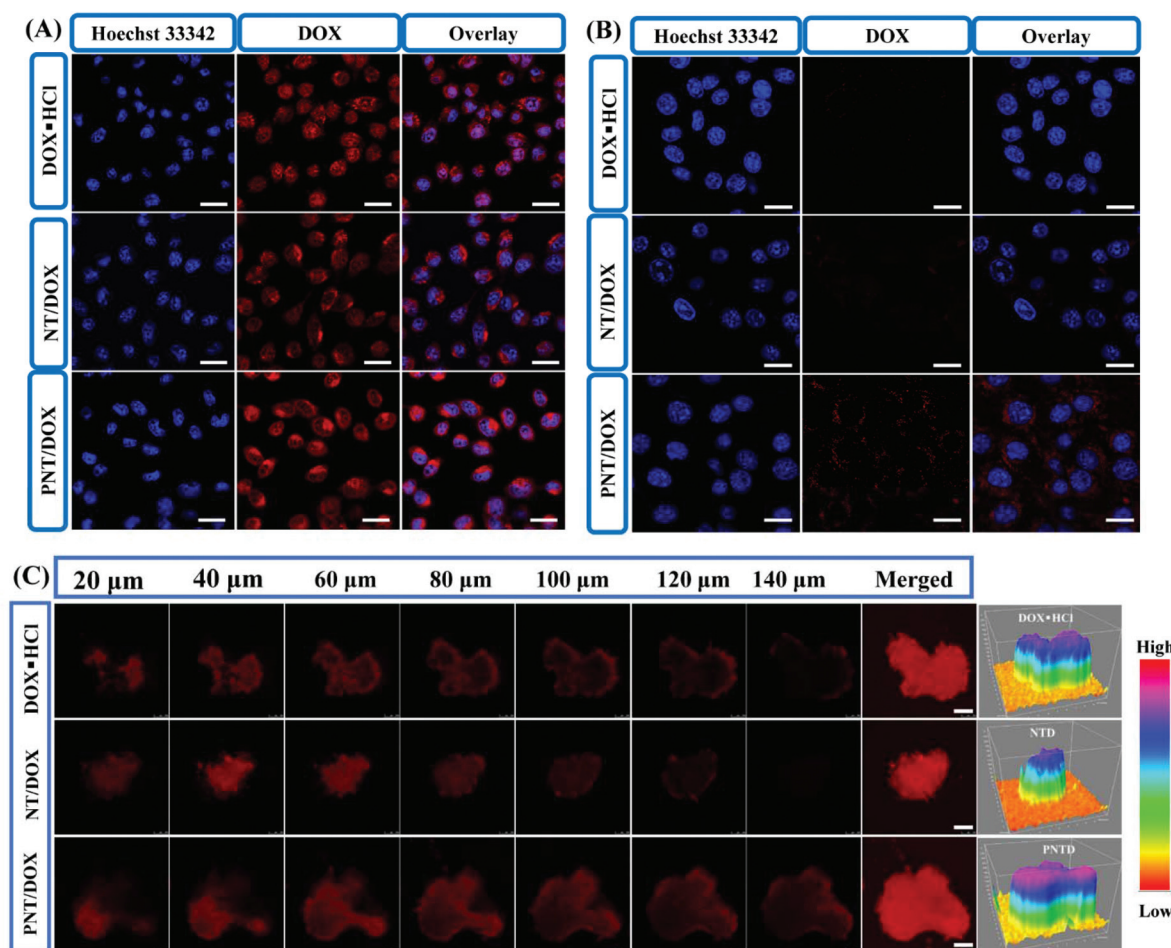 (A)
Hoechst 33342 DOX Overlay
DOX▪HCl
NT/DOX
PNT/DOX
(B)
Hoechst 33342 DOX Overlay
DOX▪HCl
NT/DOX
PNT/DOX
(C)
20 μm 40 μm 60 μm 80 μm 100 μm 120 μm 140 μm Merged
DOX▪HCl
NT/DOX
PNT/DOX
DOX▪HCl
NTD
PNTD
High
Low